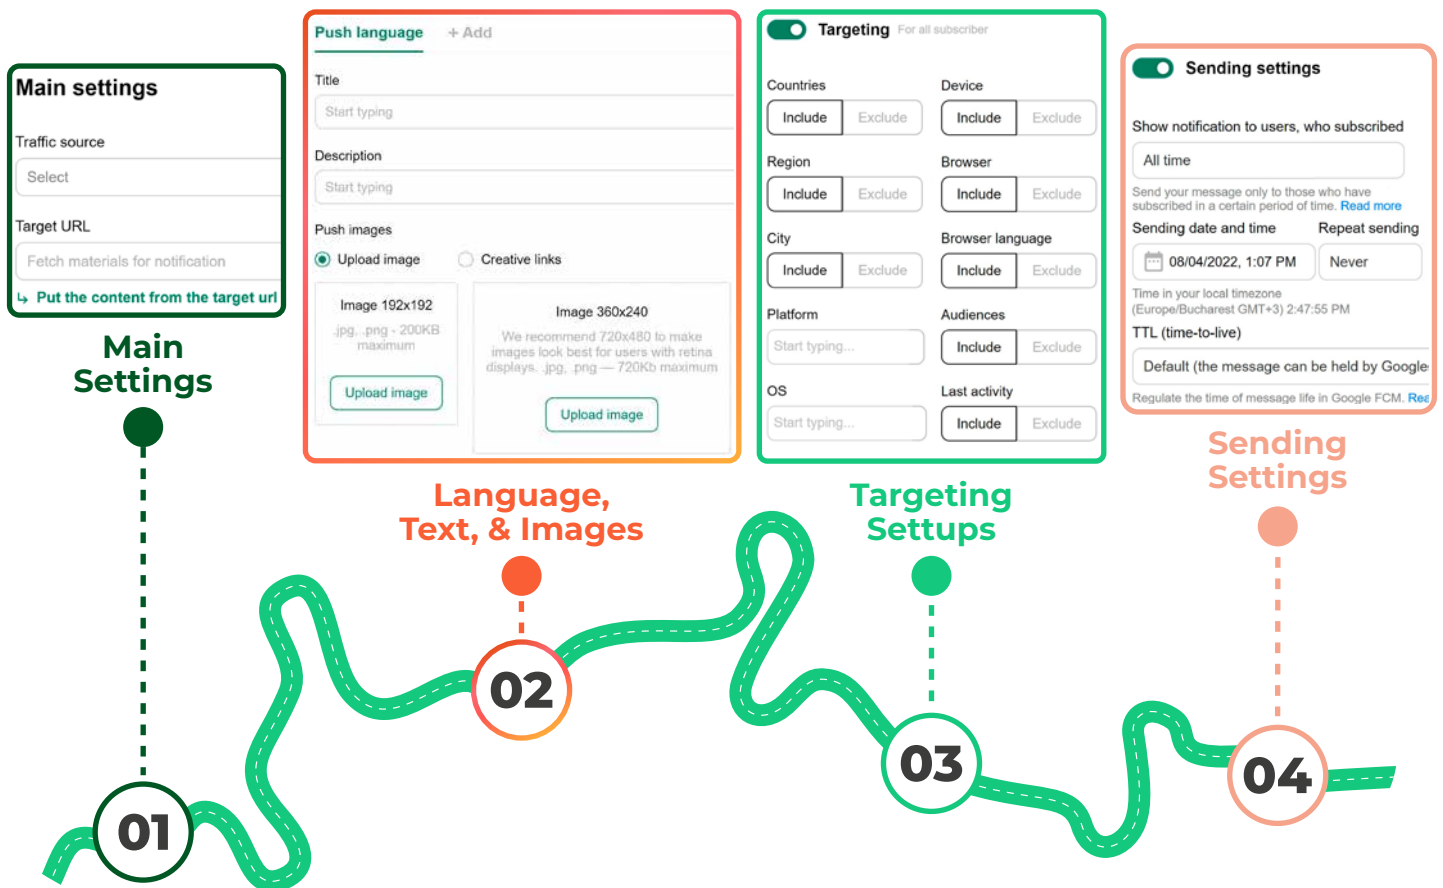 Main settings
Traffic source
Select
Target URL
Fetch materials for notification
↳ Put the content from the target url
Main
Settings
01
Push language + Add
Title
Start typing
Description
Start typing
Push images
Upload image Creative links
Image 192x192
.jpg, .png - 200KB
maximum
Upload image
Image 360x240
We recommend 720x480 to make
images look best for users with retina
displays. .jpg, .png — 720Kb maximum
Upload image
Language,
Text, & Images
02
Targeting For all subscriber
Countries Device
Include Exclude Include Exclude
Region Browser
Include Exclude Include Exclude
City Browser language
Include Exclude Include Exclude
Platform Audiences
Start typing... Include Exclude
OS Last activity
Start typing... Include Exclude
Targeting
Settups
03
Sending settings
Show notification to users, who subscribed
All time
Send your message only to those who have
subscribed in a certain period of time. Read more
Sending date and time Repeat sending
08/04/2022, 1:07 PM Never
Time in your local timezone
(Europe/Bucharest GMT+3) 2:47:55 PM
TTL (time-to-live)
Default (the message can be held by Google
Regulate the time of message life in Google FCM. Rea
Sending
Settings
04